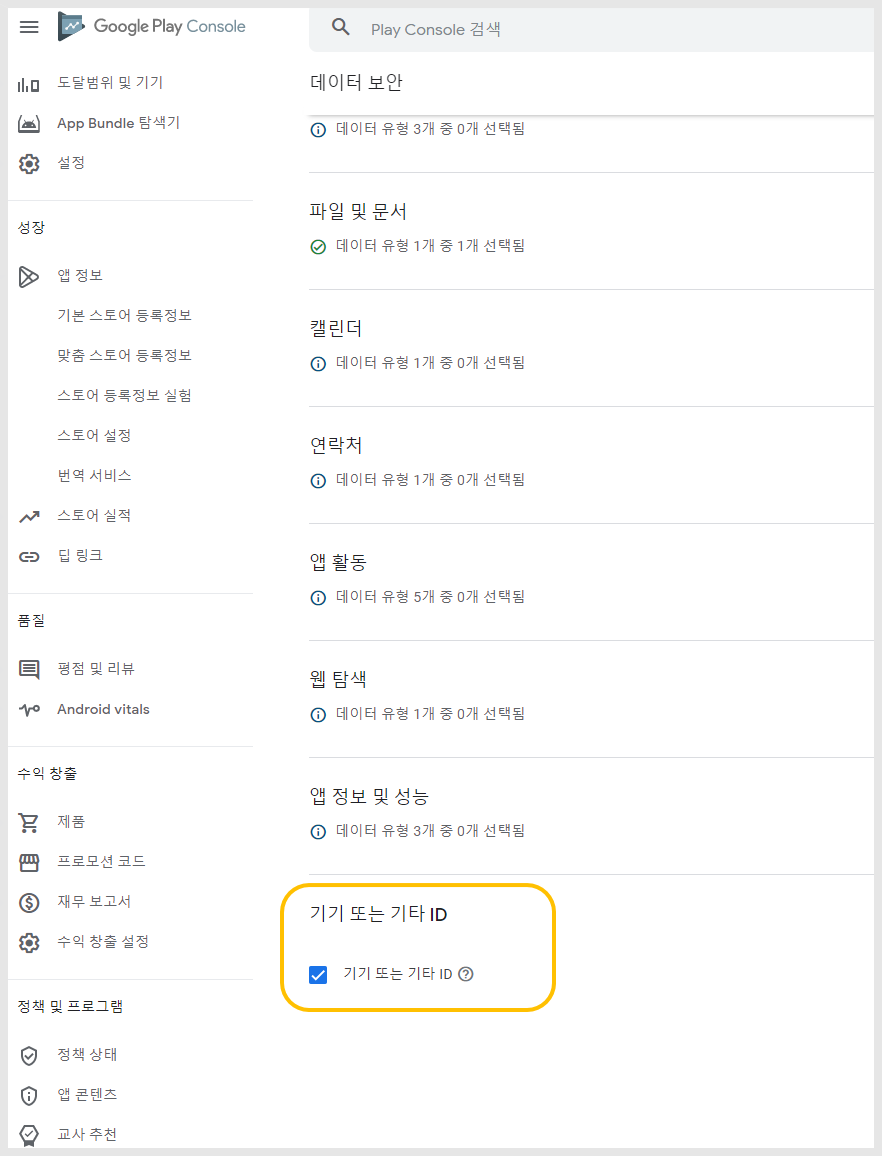 Google Play Console
Play Console 검색
도달범위 및 기기
App Bundle 탐색기
설정
성장
앱 정보
기본 스토어 등록정보
맞춤 스토어 등록정보
스토어 등록정보 실험
스토어 설정
번역 서비스
스토어 실적
딥 링크
품질
평점 및 리뷰
Android vitals
수익 창출
제품
프로모션 코드
재무 보고서
수익 창출 설정
정책 및 프로그램
정책 상태
앱 콘텐츠
교사 추천
데이터 보안
데이터 유형 3개 중 0개 선택됨
파일 및 문서
데이터 유형 1개 중 1개 선택됨
캘린더
데이터 유형 1개 중 0개 선택됨
연락처
데이터 유형 1개 중 0개 선택됨
앱 활동
데이터 유형 5개 중 0개 선택됨
웹 탐색
데이터 유형 1개 중 0개 선택됨
앱 정보 및 성능
데이터 유형 3개 중 0개 선택됨
기기 또는 기타 ID
기기 또는 기타 ID